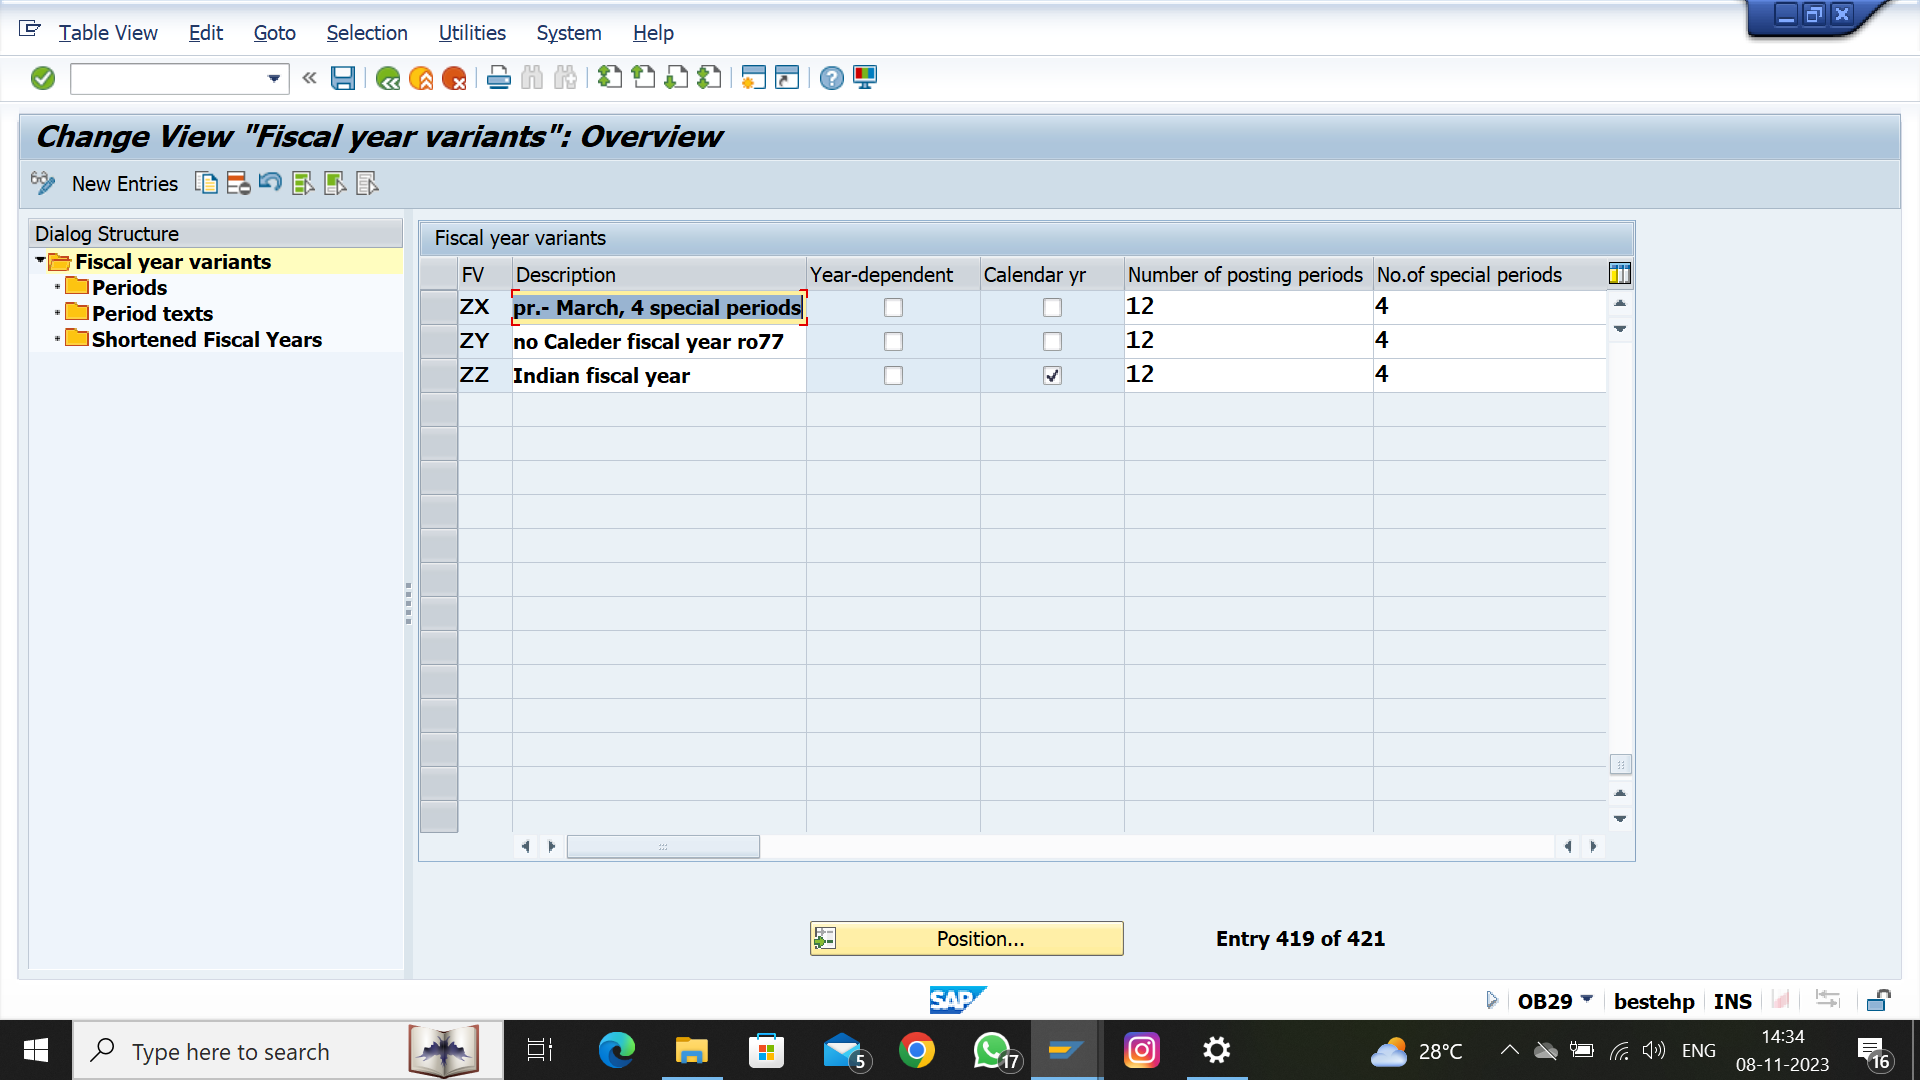 Table View Edit Goto Selection Utilities System Help
Change View "Fiscal year variants": Overview
New Entries
Dialog Structure
Fiscal year variants
Periods
Period texts
Shortened Fiscal Years
Fiscal year variants
FV Description Year-dependent Calendar yr Number of posting periods No.of special periods
ZX pr.- March, 4 special periods 12 4
ZY no Caleder fiscal year ro77 12 4
ZZ Indian fiscal year 12 4
Position... Entry 419 of 421
SAP OB29 bestehp INS
Type here to search 5 17 28°C ENG 14:34
08-11-2023 16